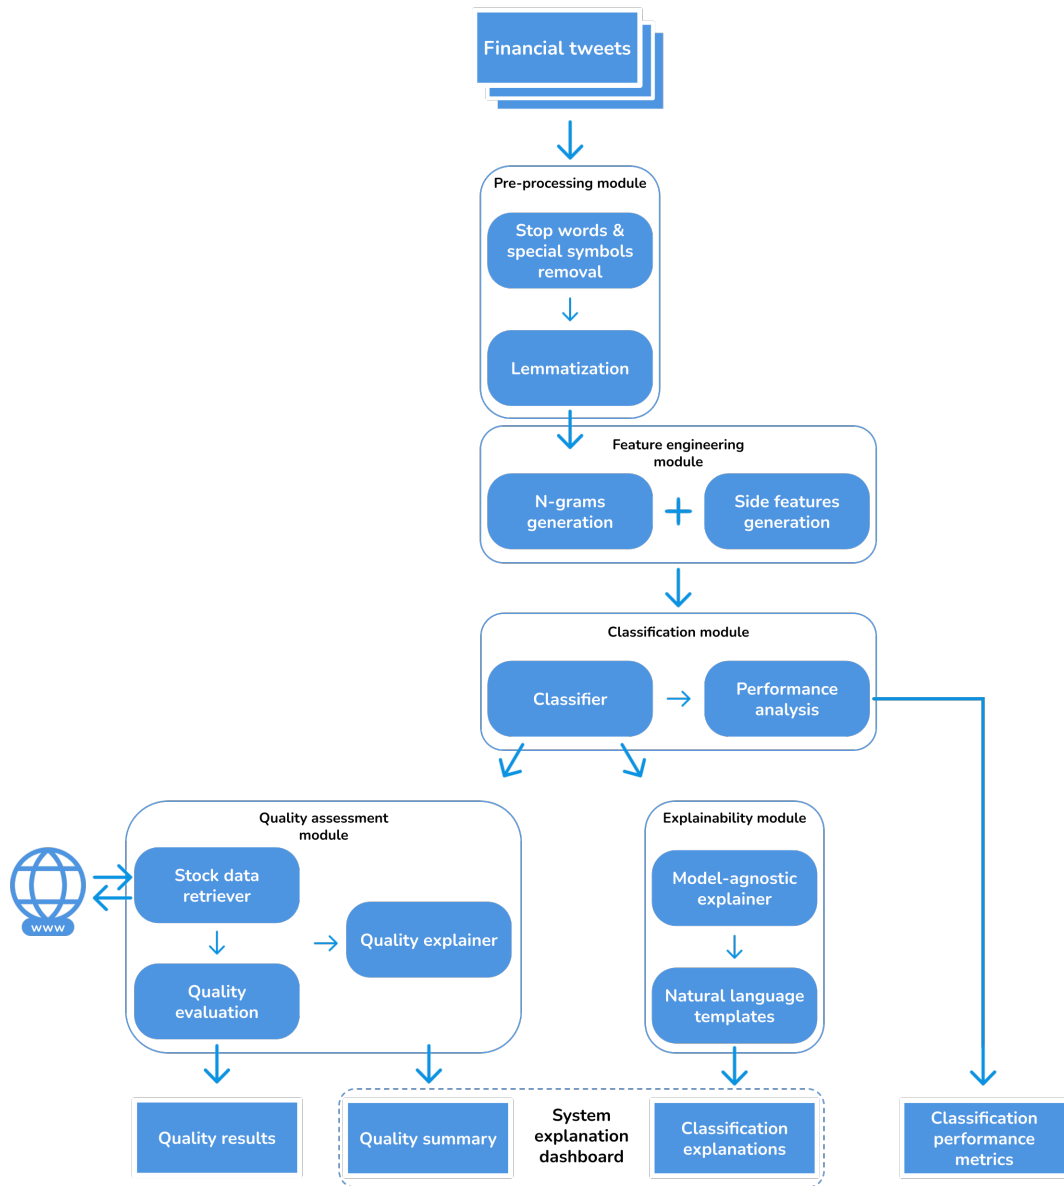 Financial tweets
Pre-processing module
Stop words &
special symbols
removal
Lemmatization
Feature engineering
module
N-grams
generation
Side features
generation
Classification module
Classifier
Performance
analysis
Quality assessment
module
Stock data
retriever
Quality explainer
Quality
evaluation
www
Explainability module
Model-agnostic
explainer
Natural language
templates
Quality results
Quality summary
System
explanation
dashboard
Classification
explanations
Classification
performance
metrics